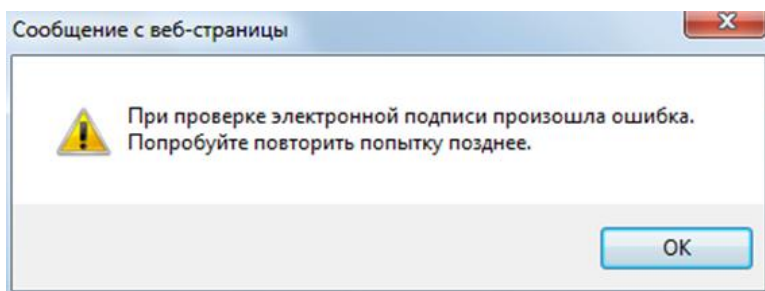 Сообщение с веб-страницы
При проверке электронной подписи произошла ошибка.
Попробуйте повторить попытку позднее.
OK